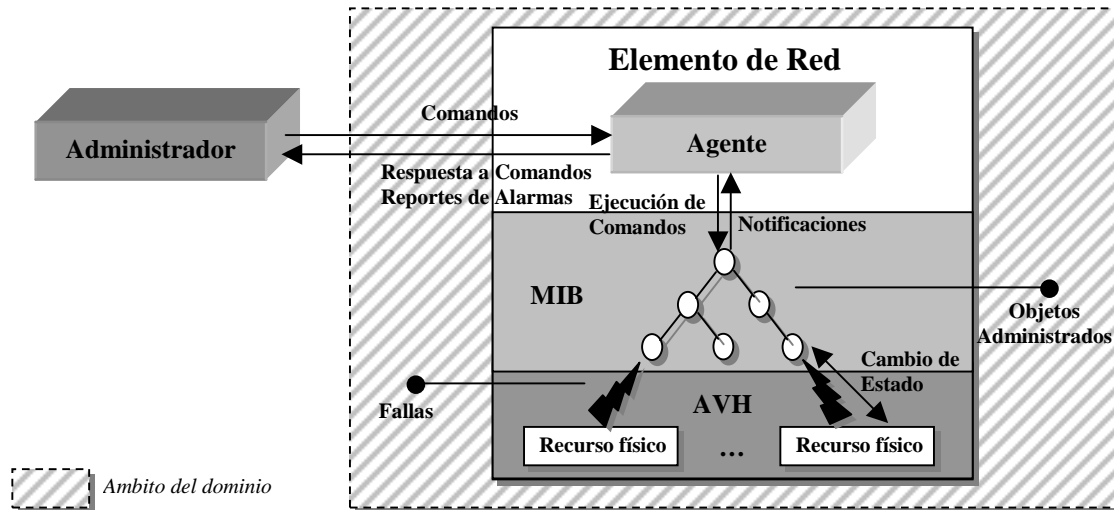 Elemento de Red
Comandos
Administrador
Agente
Respuesta a Comandos
Reportes de Alarmas
Ejecución de
Comandos
Notificaciones
MIB
Objetos
Administrados
Cambio de
Estado
Fallas
AVH
Recurso físico
...
Recurso físico
Ambito del dominio